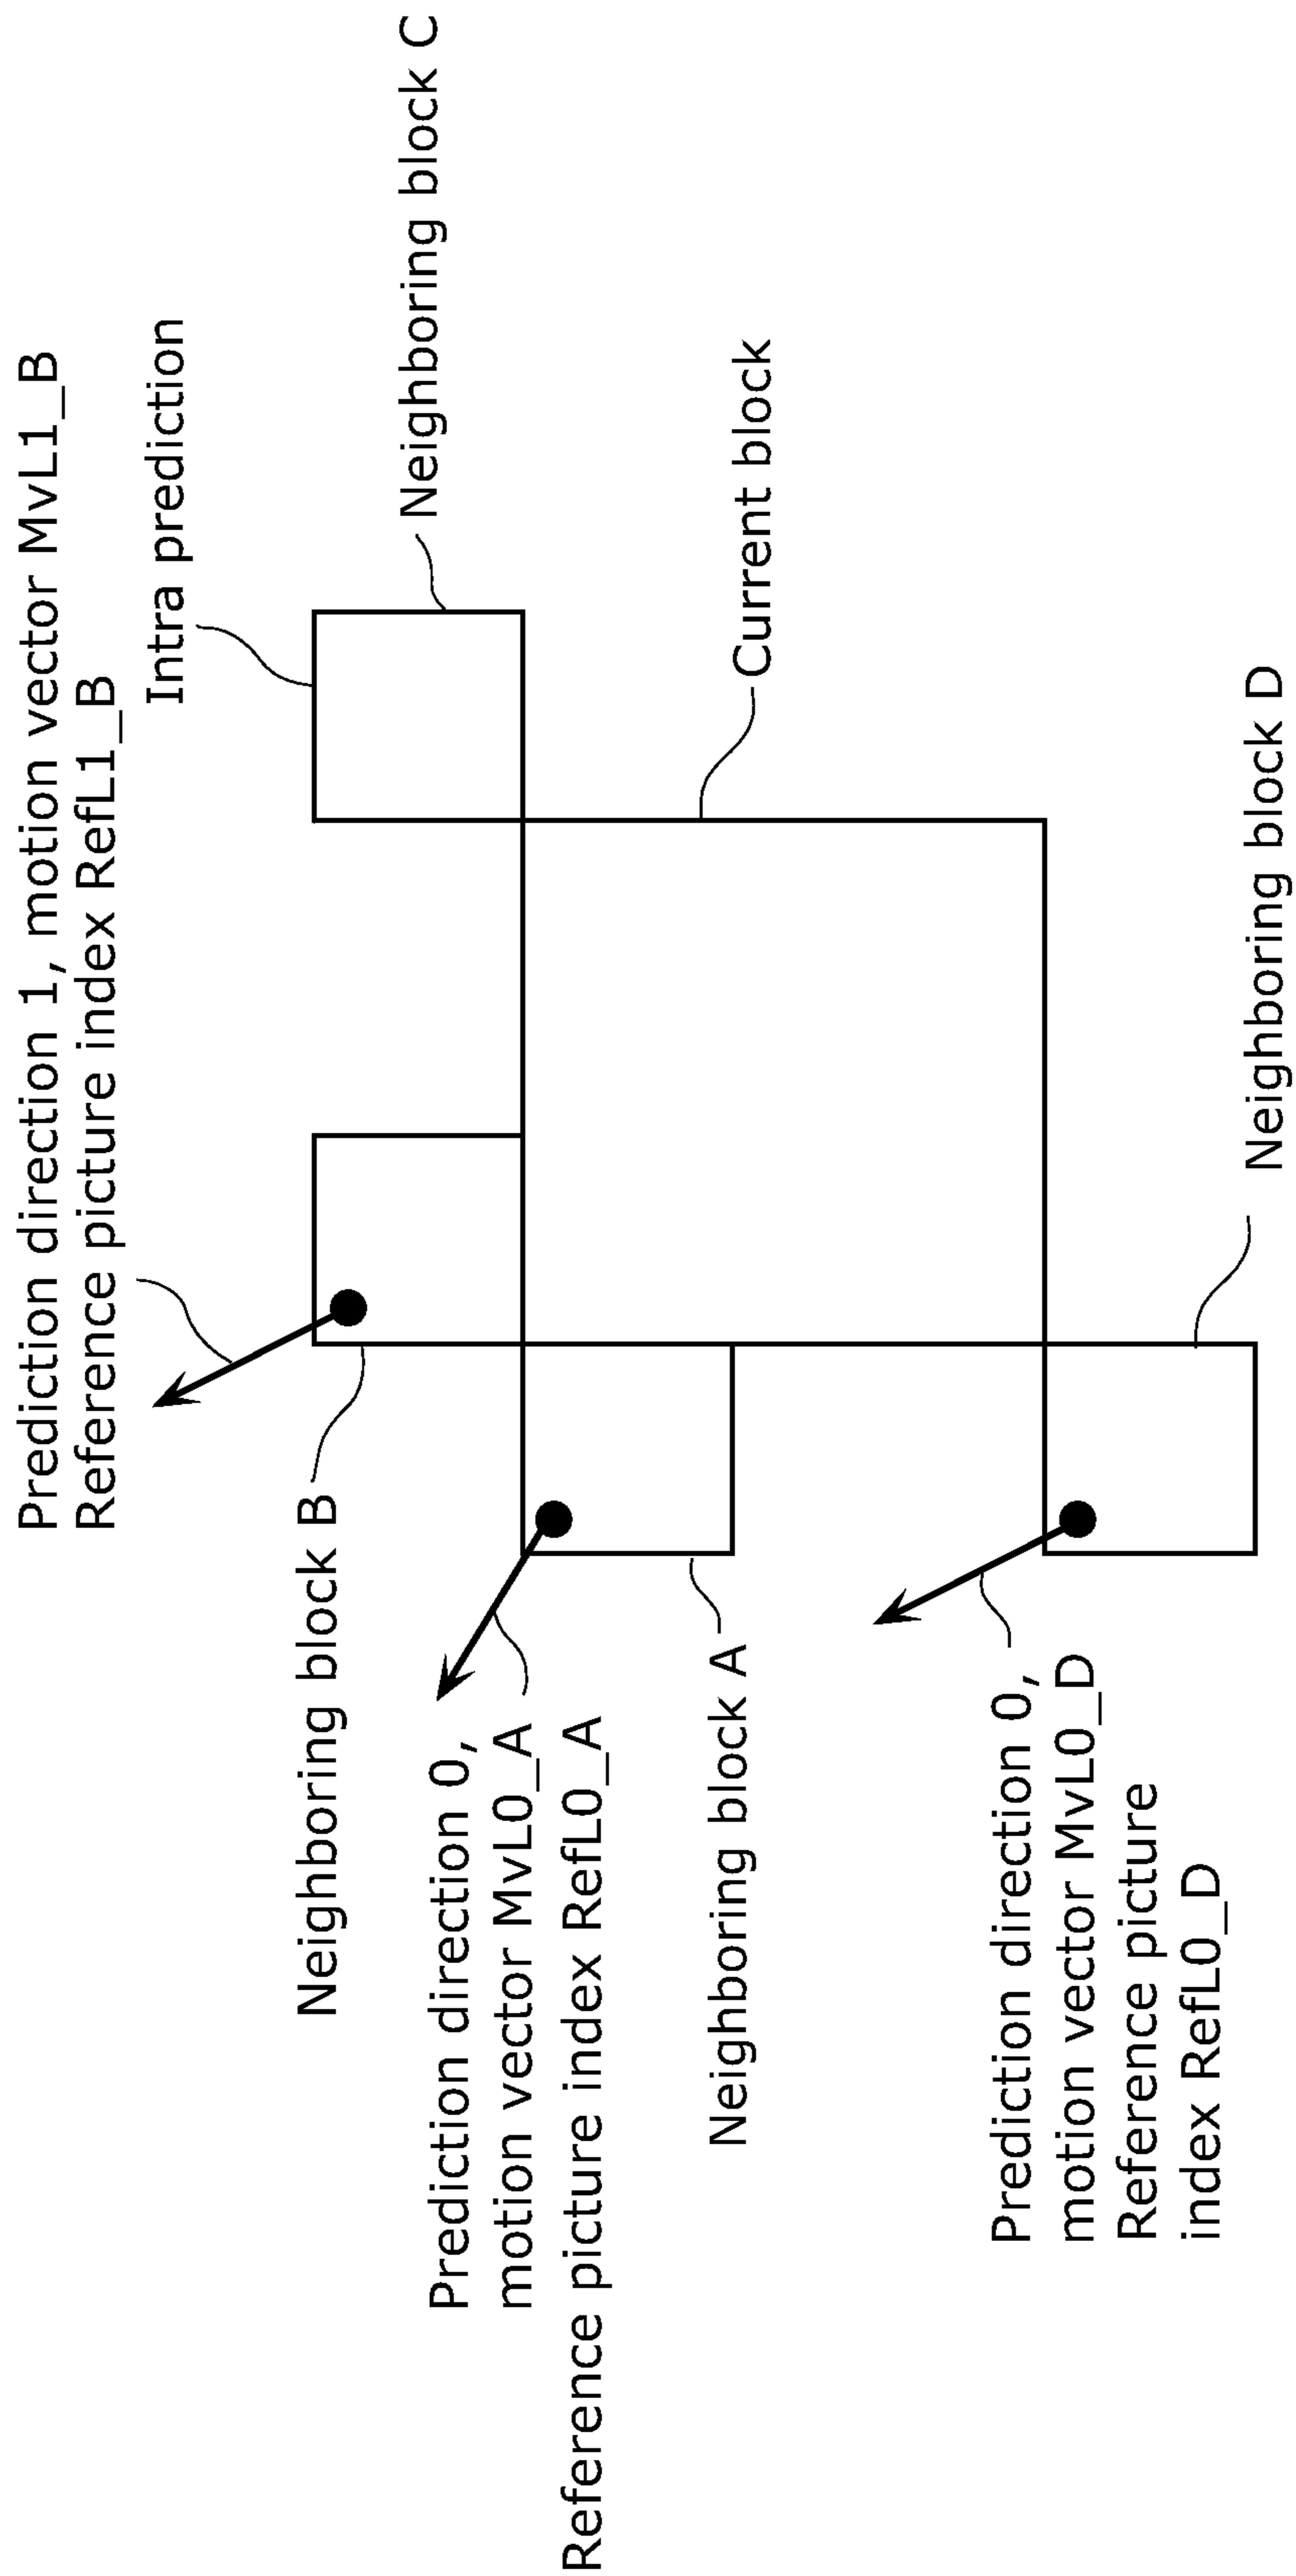 Prediction direction 1, motion vector MvL1_B
Reference picture index RefL1_B
Intra prediction
Neighboring block B
Neighboring block C
Prediction direction 0,
motion vector MvL0_A
Reference picture index RefL0_A
Neighboring block A
Current block
Prediction direction 0,
motion vector MvL0_D
Reference picture
index RefL0_D
Neighboring block D